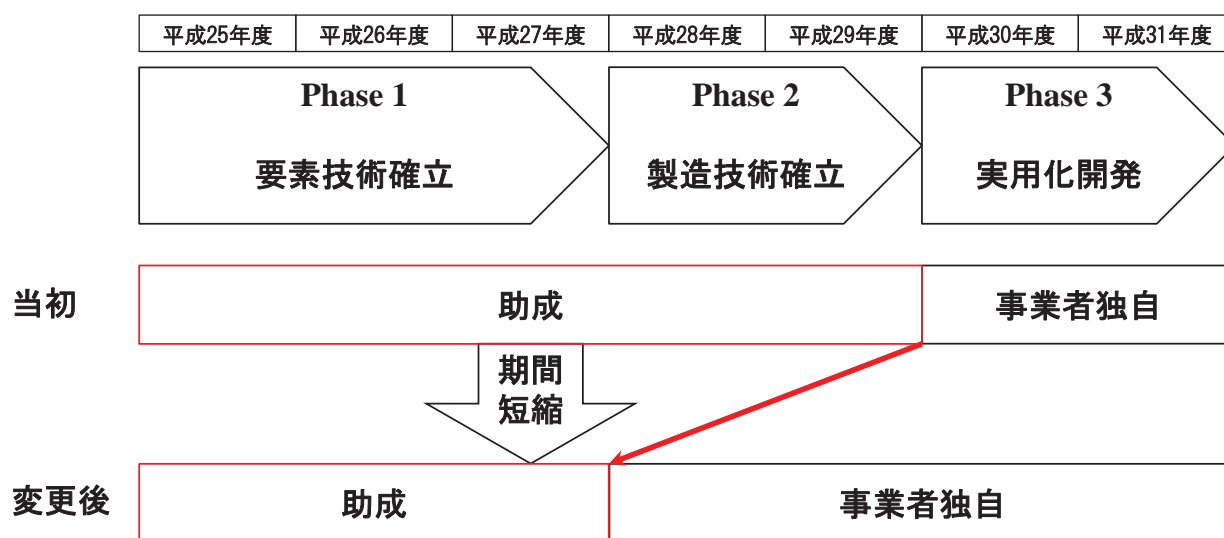 平成25年度 平成26年度 平成27年度 平成28年度 平成29年度 平成30年度 平成31年度
Phase 1 Phase 2 Phase 3
要素技術確立 製造技術確立 実用化開発
当初 助成 事業者独自
期間
短縮
変更後 助成 事業者独自